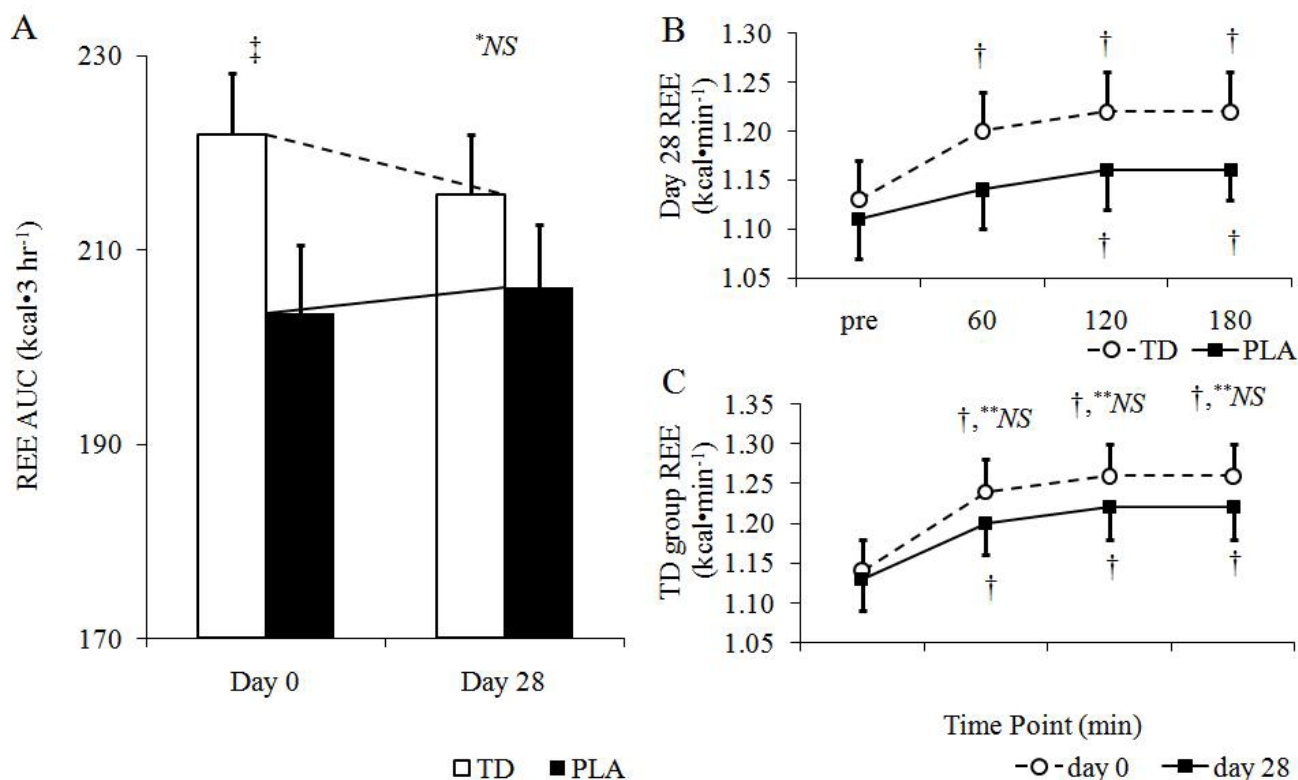 A
REE AUC (kcal•3 hr⁻¹)
230
210
190
170
‡
*NS
Day 0
Day 28
TD
PLA
B
Day 28 REE
(kcal•min⁻¹)
1.30
1.25
1.20
1.15
1.10
1.05
†
†
†
†
†
pre
60
120
180
TD
PLA
C
TD group REE
(kcal•min⁻¹)
1.35
1.30
1.25
1.20
1.15
1.10
1.05
†,**NS
†,**NS
†,**NS
†
†
†
Time Point (min)
day 0
day 28